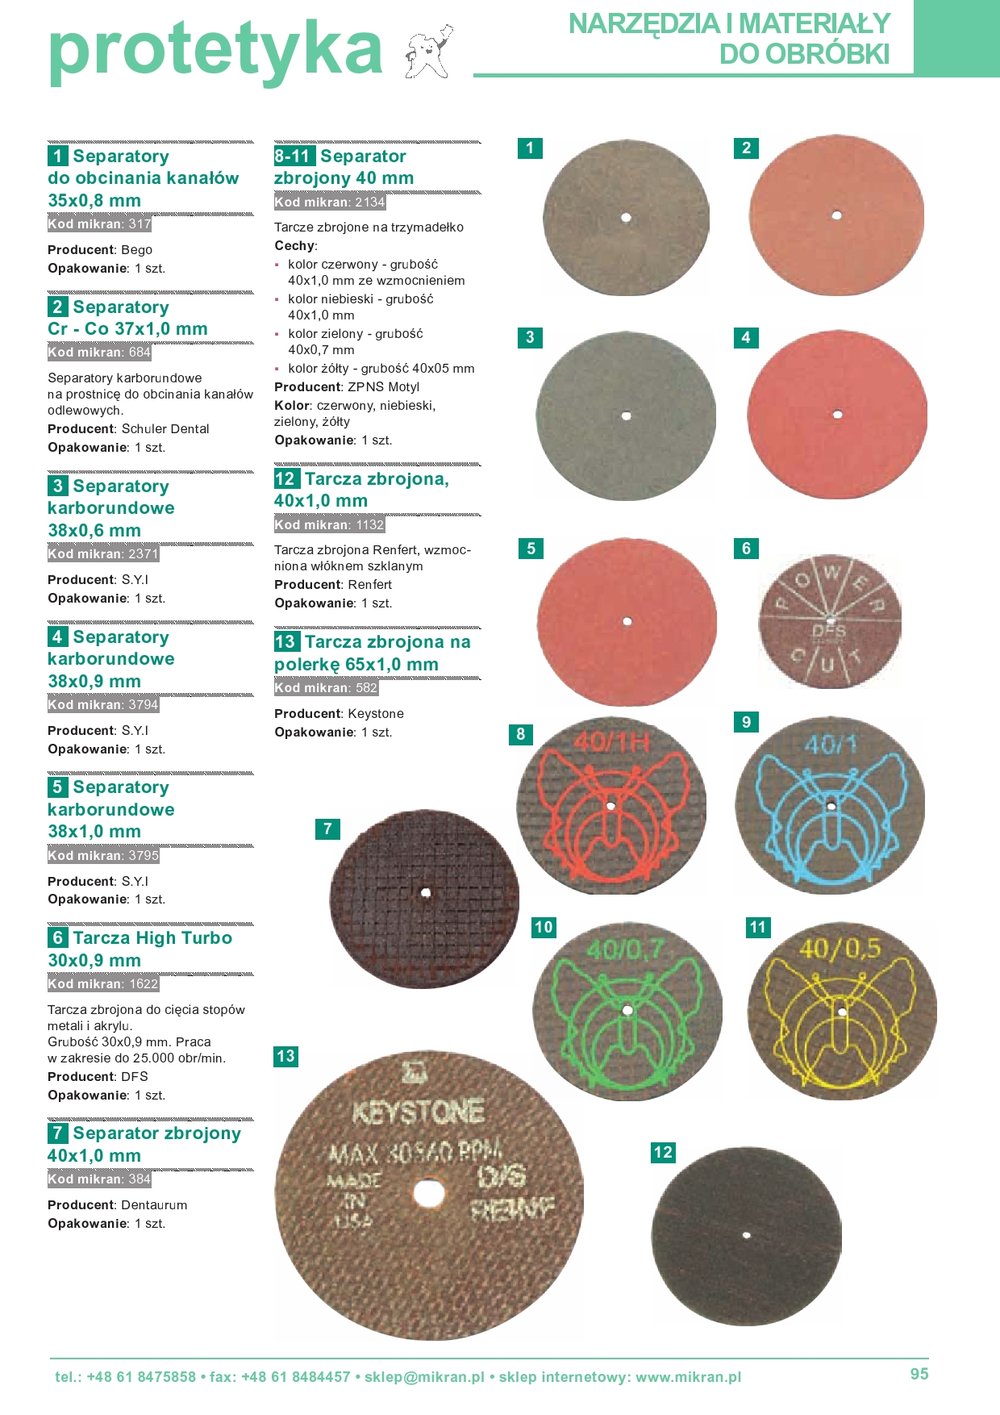 protetyka
NARZĘDZIA I MATERIAŁY
DO OBRÓBKI
1 Separatory
do obcinania kanałów
35x0,8 mm
Kod mikran: 317
Producent: Bego
Opakowanie: 1 szt.
2 Separatory
Cr - Co 37x1,0 mm
Kod mikran: 684
Separatory karborundowe
na prostnicę do obcinania kanałów
odlewowych.
Producent: Schuler Dental
Opakowanie: 1 szt.
3 Separatory
karborundowe
38x0,6 mm
Kod mikran: 2371
Producent: S.Y.I
Opakowanie: 1 szt.
4 Separatory
karborundowe
38x0,9 mm
Kod mikran: 3794
Producent: S.Y.I
Opakowanie: 1 szt.
5 Separatory
karborundowe
38x1,0 mm
Kod mikran: 3795
Producent: S.Y.I
Opakowanie: 1 szt.
6 Tarcza High Turbo
30x0,9 mm
Kod mikran: 1622
Tarcza zbrojona do cięcia stopów
metali i akrylu.
Grubość 30x0,9 mm. Praca
w zakresie do 25.000 obr/min.
Producent: DFS
Opakowanie: 1 szt.
7 Separator zbrojony
40x1,0 mm
Kod mikran: 384
Producent: Dentaurum
Opakowanie: 1 szt.
8-11 Separator
zbrojony 40 mm
Kod mikran: 2134
Tarcze zbrojone na trzymadełko
Cechy:
• kolor czerwony - grubość
40x1,0 mm ze wzmocnieniem
• kolor niebieski - grubość
40x1,0 mm
• kolor zielony - grubość
40x0,7 mm
• kolor żółty - grubość 40x05 mm
Producent: ZPNS Motyl
Kolor: czerwony, niebieski,
zielony, żółty
Opakowanie: 1 szt.
12 Tarcza zbrojona,
40x1,0 mm
Kod mikran: 1132
Tarcza zbrojona Renfert, wzmoc-
niona włóknem szklanym
Producent: Renfert
Opakowanie: 1 szt.
13 Tarcza zbrojona na
polerkę 65x1,0 mm
Kod mikran: 582
Producent: Keystone
Opakowanie: 1 szt.
1
2
3
4
5
6
POWER
DFS
CUT
7
8
40/1H
9
40/1
10
40/0,7
11
40/0,5
12
13
KEYSTONE
MAX RPM
MADE
IN
USA
D/S
REINF
tel.: +48 61 8475858 • fax: +48 61 8484457 • sklep@mikran.pl • sklep internetowy: www.mikran.pl
95